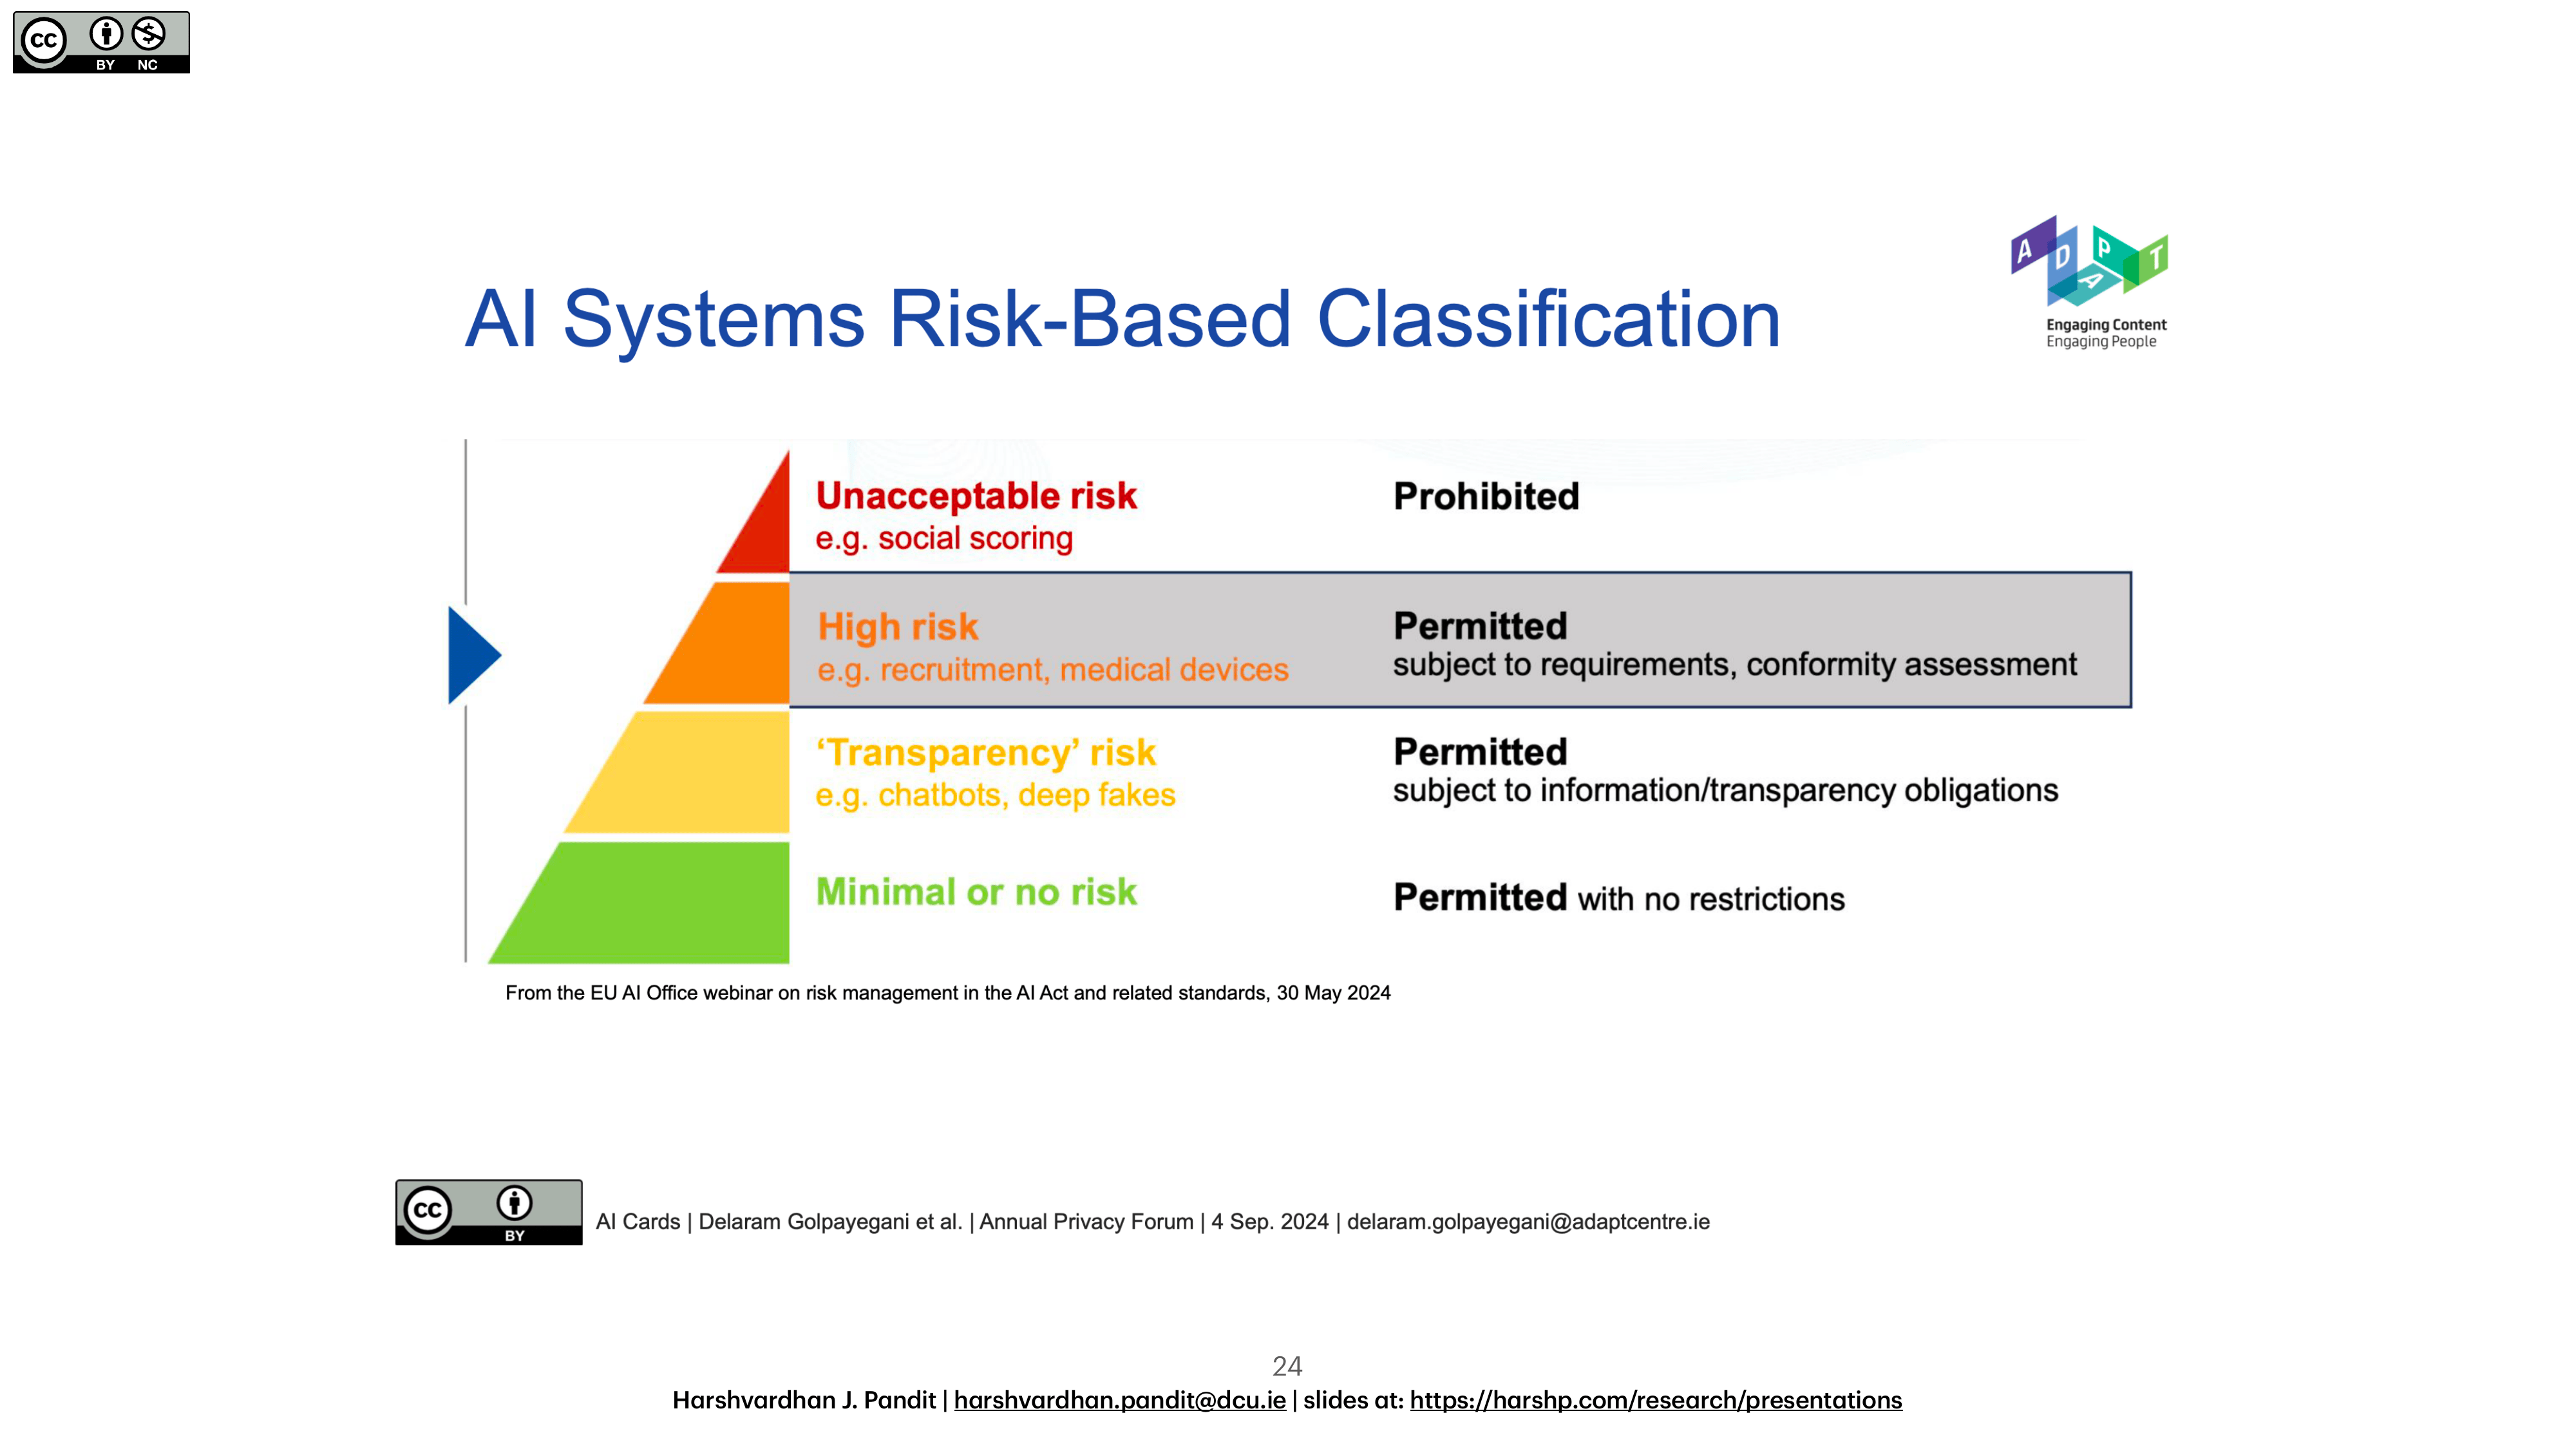 CC BY NC
A D A P T
Engaging Content
Engaging People
AI Systems Risk-Based Classification
Unacceptable risk
e.g. social scoring
Prohibited
High risk
e.g. recruitment, medical devices
Permitted
subject to requirements, conformity assessment
‘Transparency’ risk
e.g. chatbots, deep fakes
Permitted
subject to information/transparency obligations
Minimal or no risk
Permitted with no restrictions
From the EU AI Office webinar on risk management in the AI Act and related standards, 30 May 2024
CC BY
AI Cards | Delaram Golpayegani et al. | Annual Privacy Forum | 4 Sep. 2024 | delaram.golpayegani@adaptcentre.ie
24
Harshvardhan J. Pandit | harshvardhan.pandit@dcu.ie | slides at: https://harshp.com/research/presentations